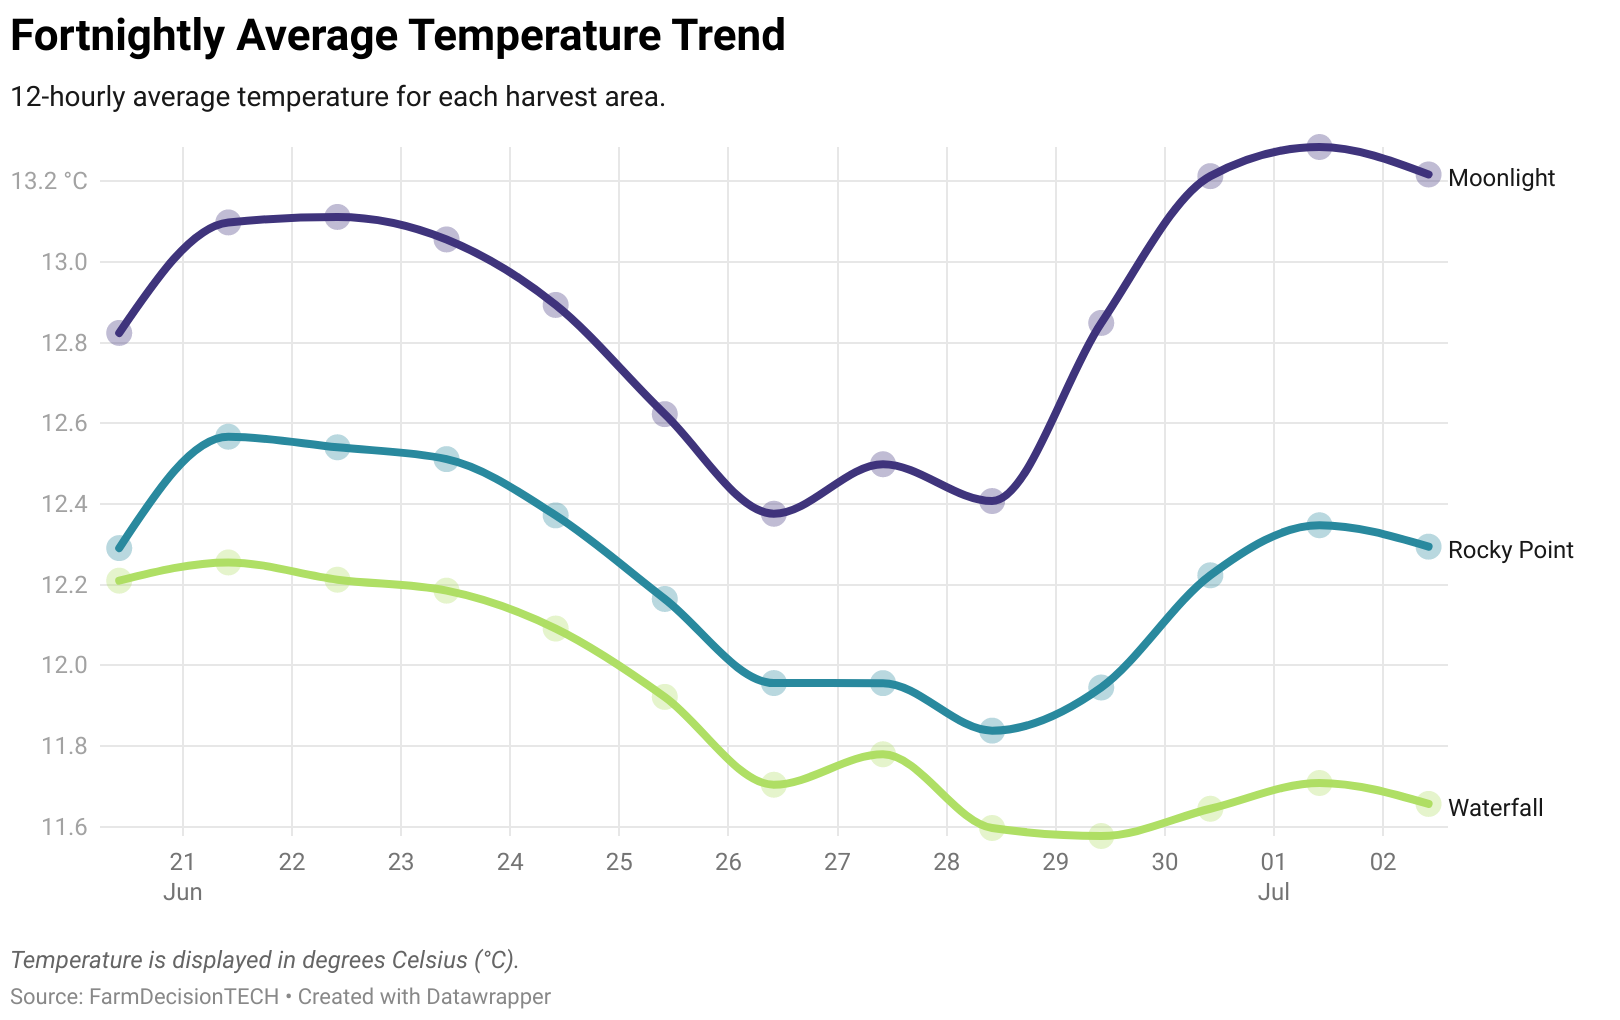 Fortnightly Average Temperature Trend
12-hourly average temperature for each harvest area.
13.2 °C
13.0
12.8
12.6
12.4
12.2
12.0
11.8
11.6
Moonlight
Rocky Point
Waterfall
21 22 23 24 25 26 27 28 29 30 01 02
Jun Jul
Temperature is displayed in degrees Celsius (°C).
Source: FarmDecisionTECH • Created with Datawrapper